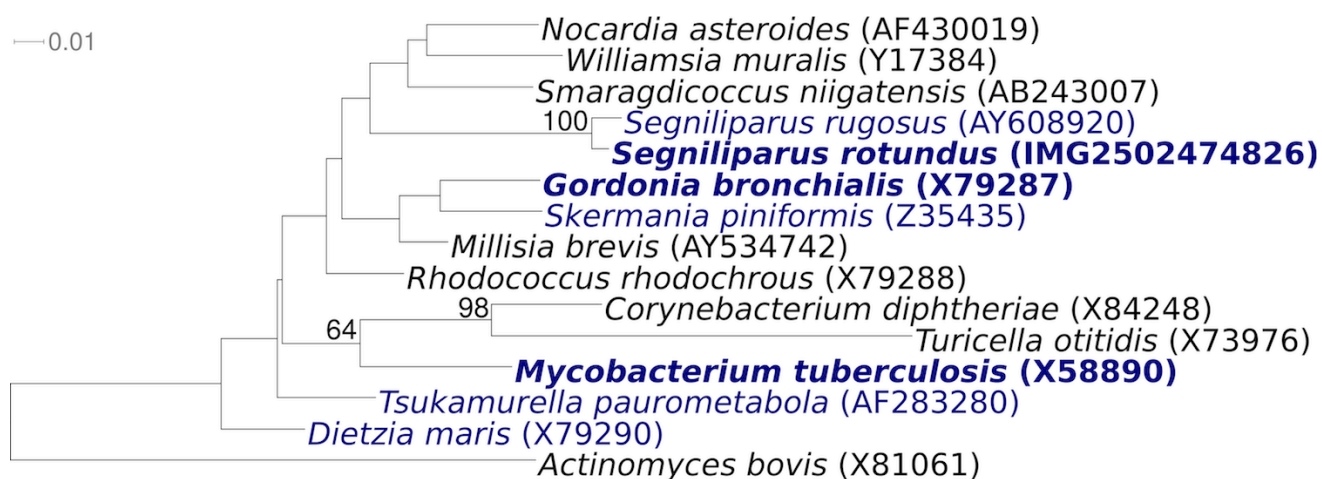 Nocardia asteroides (AF430019)
0.01
Williamsia muralis (Y17384)
Smaragdicoccus niigatensis (AB243007)
100
Segniliparus rugosus (AY608920)
Segniliparus rotundus (IMG2502474826)
Gordonia bronchialis (X79287)
Skermania piniformis (Z35435)
Millisia brevis (AY534742)
Rhodococcus rhodochrous (X79288)
98
Corynebacterium diphtheriae (X84248)
64
Turicella otitidis (X73976)
Mycobacterium tuberculosis (X58890)
Tsukamurella paurometabola (AF283280)
Dietzia maris (X79290)
Actinomyces bovis (X81061)